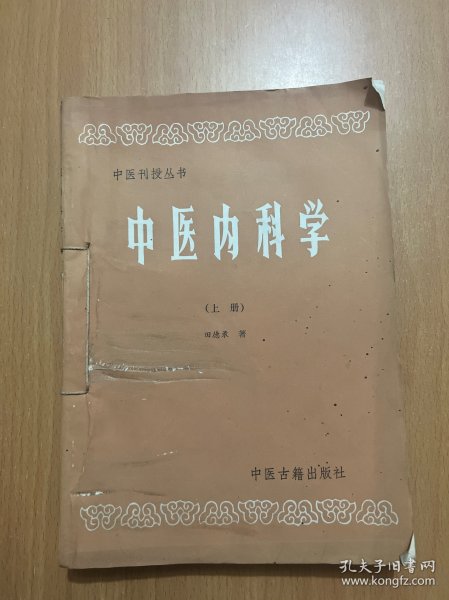 中医刊授丛书
中医内科学
(上 册)
田德录 著
中医古籍出版社
孔夫子旧书网
www.kongfz.com